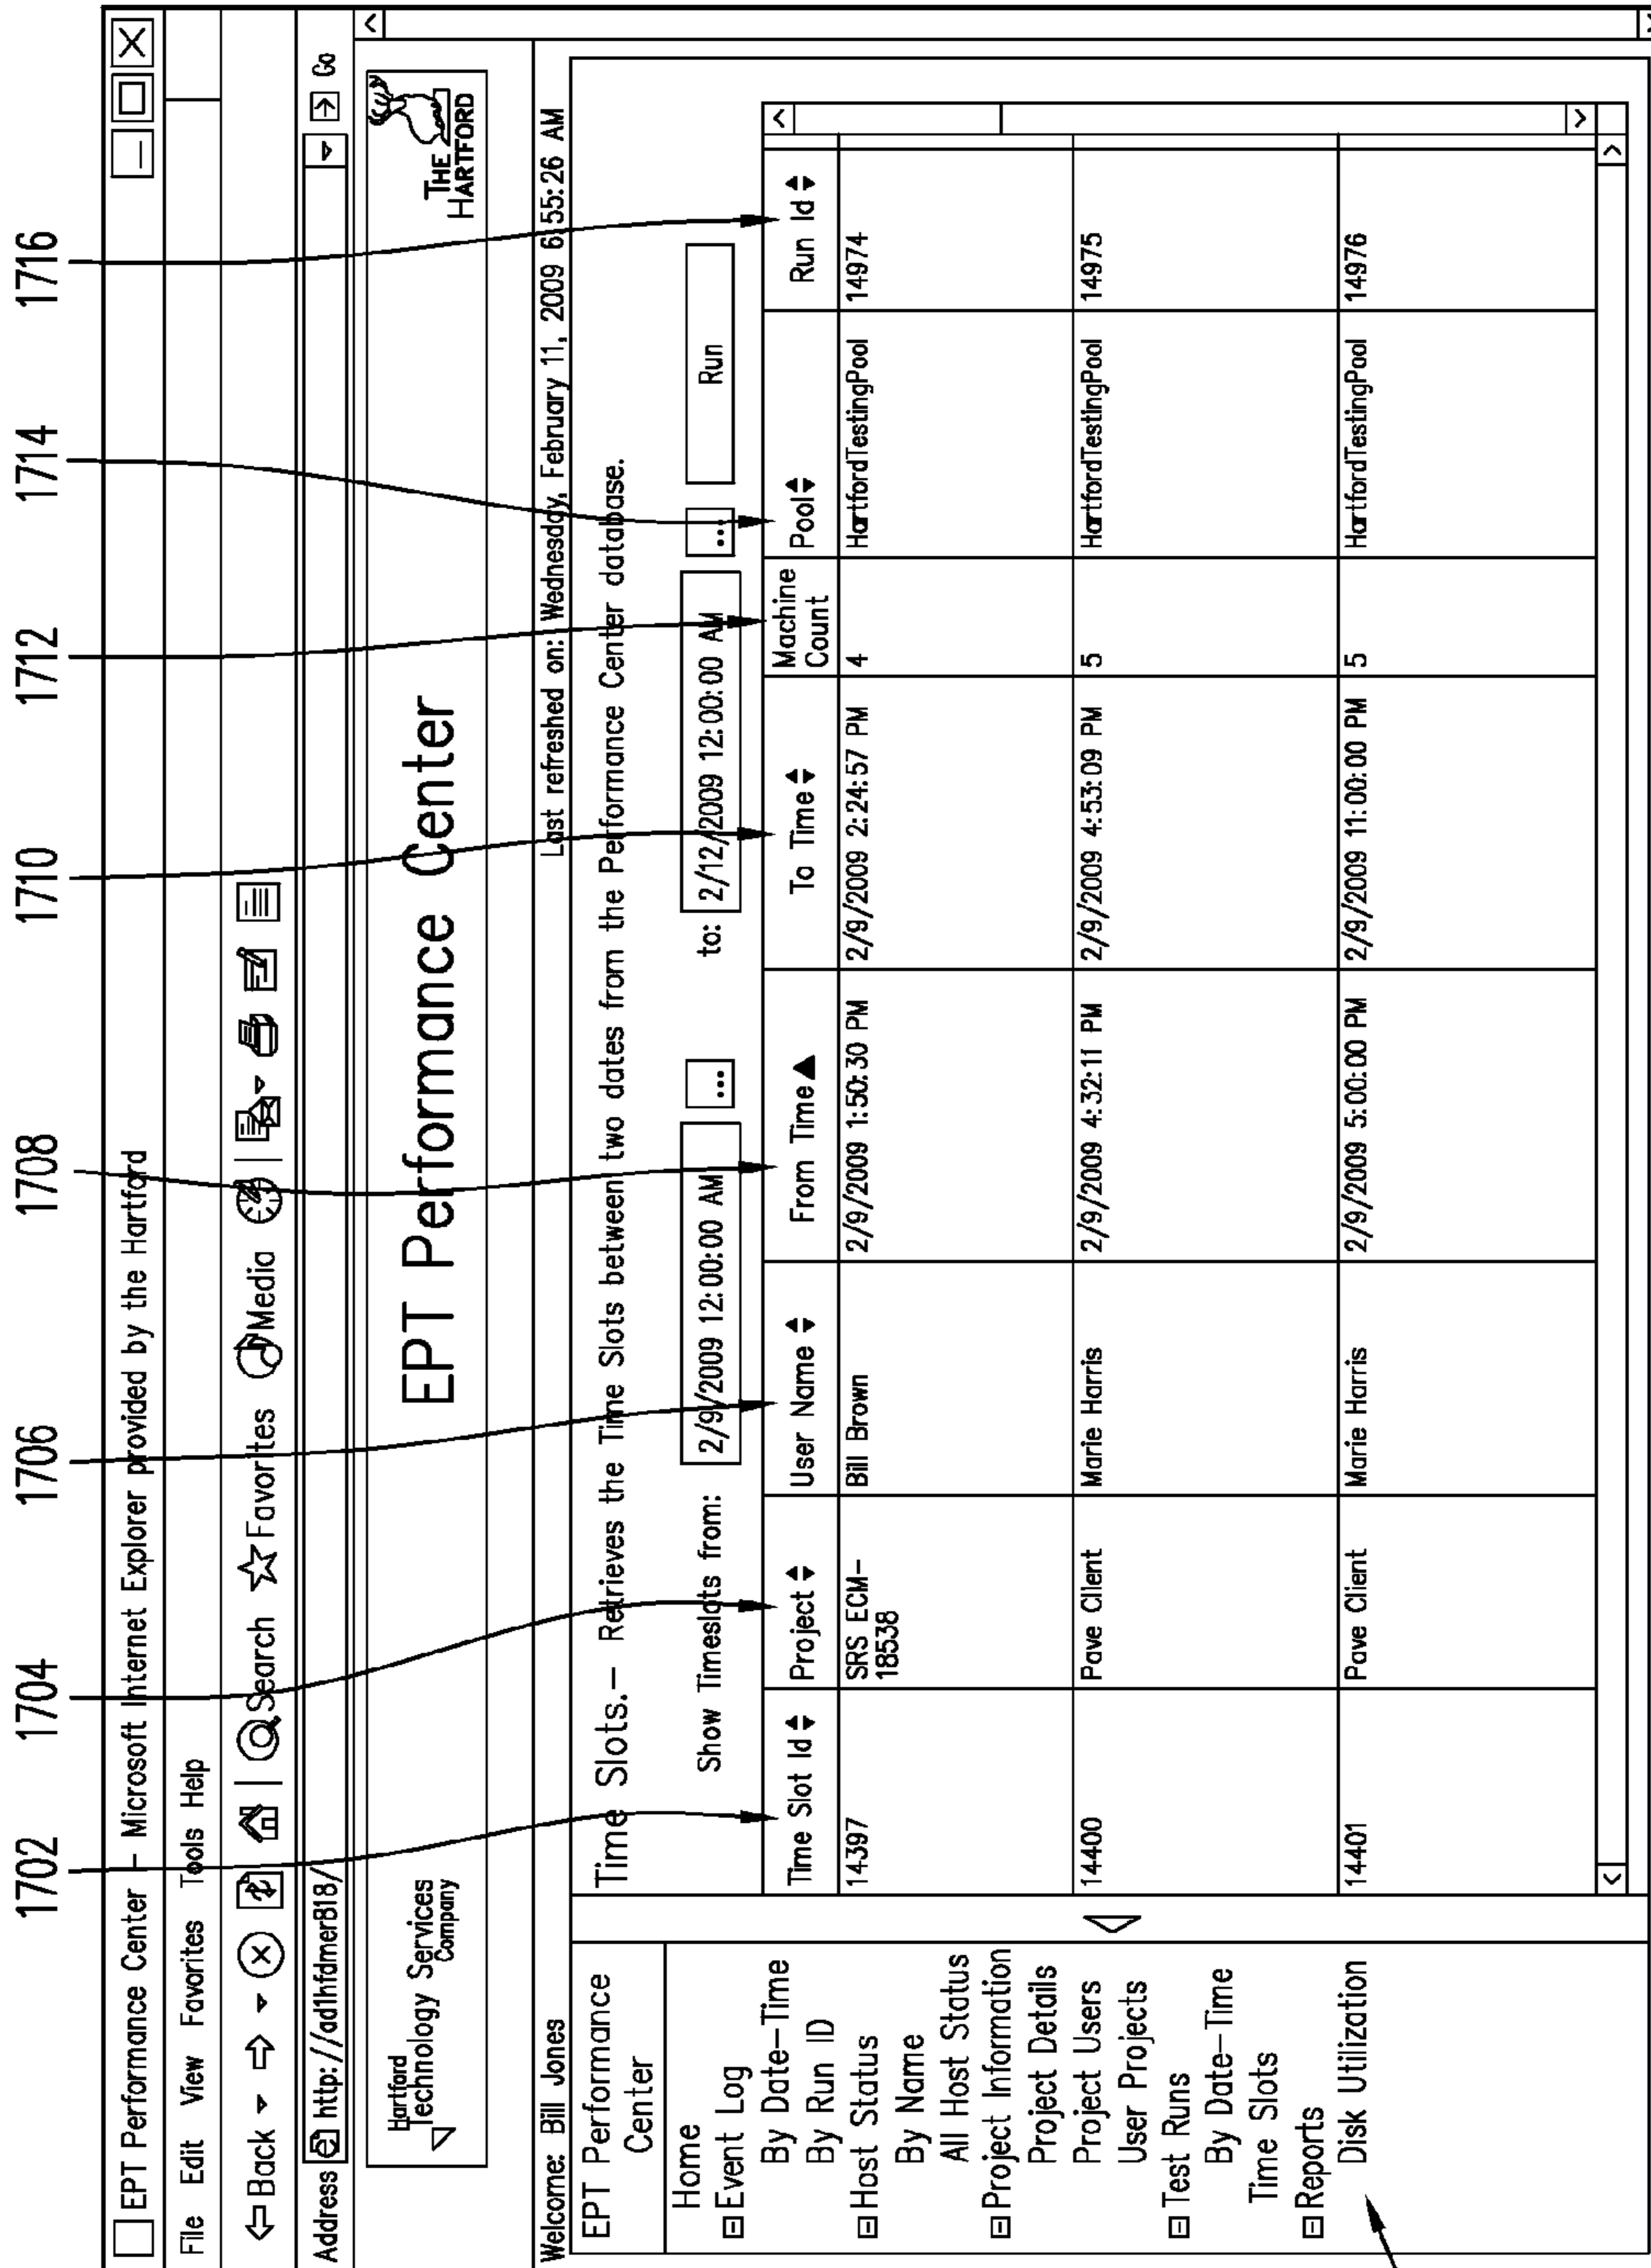 1702 1704 1706 1708 1710 1712 1714 1716
EPT Performance Center – Microsoft Internet Explorer provided by the Hartford
File Edit View Favorites Tools Help
Back Search Favorites Media
Address http://ad1hfdmer818/ Go
Hartford
Technology Services
Company
EPT Performance Center
THE
HARTFORD
Welcome: Bill Jones Last refreshed on: Wednesday, February 11, 2009 6:55:26 AM
EPT Performance
Center
Home
Event Log
By Date–Time
By Run ID
Host Status
By Name
All Host Status
Project Information
Project Details
Project Users
User Projects
Test Runs
By Date–Time
Time Slots
Reports
Disk Utilization
Time Slots.– Retrieves the Time Slots between two dates from the Performance Center database.
Show Timeslots from: 2/9/2009 12:00:00 AM ... to: 2/12/2009 12:00:00 AM ... Run
Time Slot Id Project User Name From Time To Time Machine Count Pool Run Id
14397 SRS ECM–18538 Bill Brown 2/9/2009 1:50:30 PM 2/9/2009 2:24:57 PM 4 HartfordTestingPool 14974
14400 Pave Client Marie Harris 2/9/2009 4:32:11 PM 2/9/2009 4:53:09 PM 5 HartfordTestingPool 14975
14401 Pave Client Marie Harris 2/9/2009 5:00:00 PM 2/9/2009 11:00:00 PM 5 HartfordTestingPool 14976